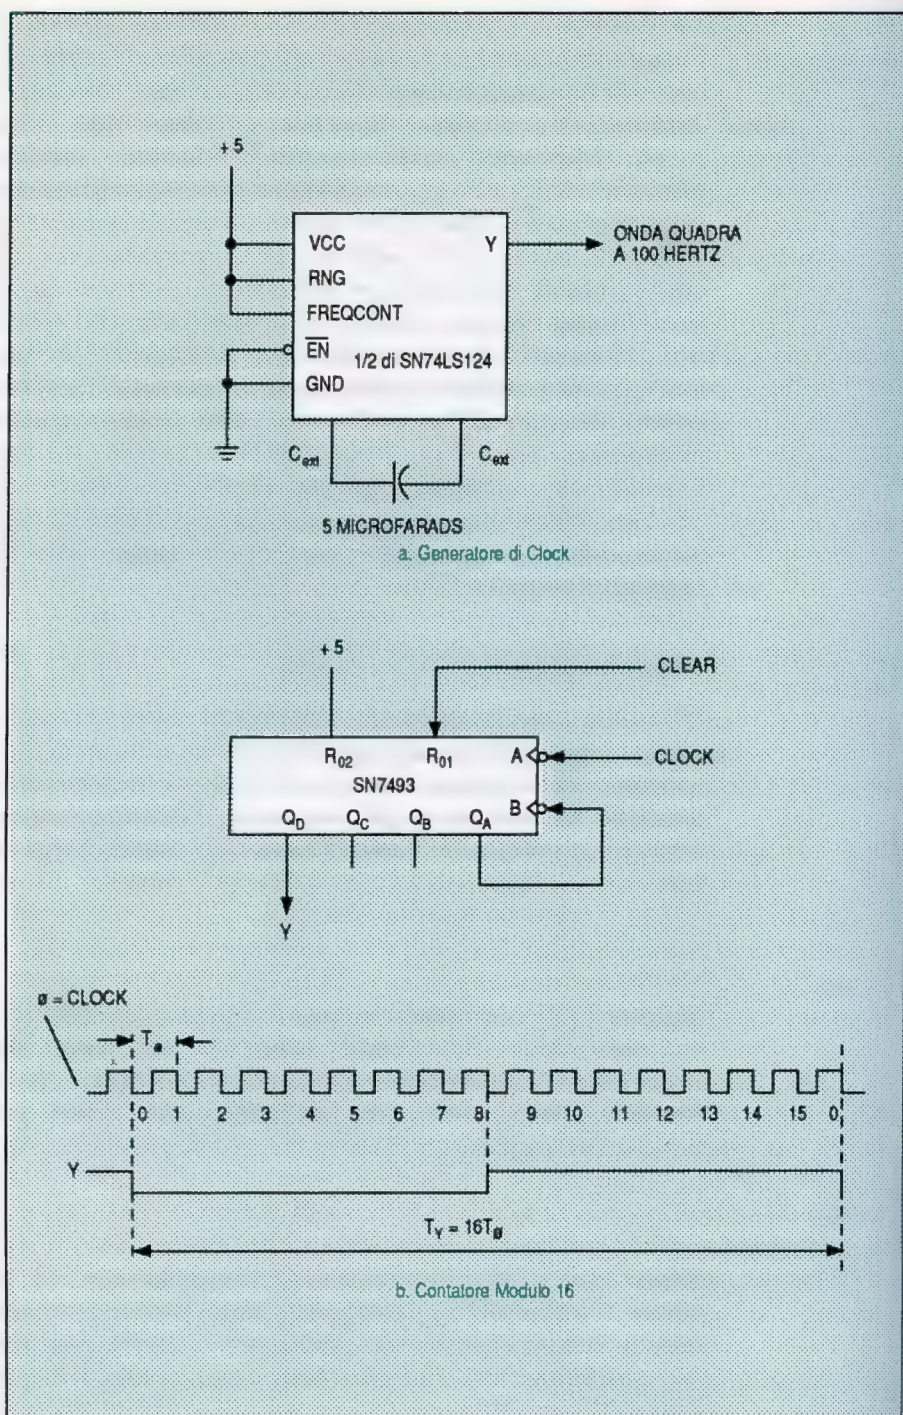 + 5
VCC
Y
ONDA QUADRA
A 100 HERTZ
RNG
FREQCONT
EN
1/2 di SN74LS124
GND
Cext
Cext
5 MICROFARADS
a. Generatore di Clock
+ 5
CLEAR
R02
R01
A
CLOCK
SN7493
B
QD
QC
QB
QA
Y
ø = CLOCK
Tø
0 1 2 3 4 5 6 7 8 9 10 11 12 13 14 15 0
Y
TY = 16Tø
b. Contatore Modulo 16